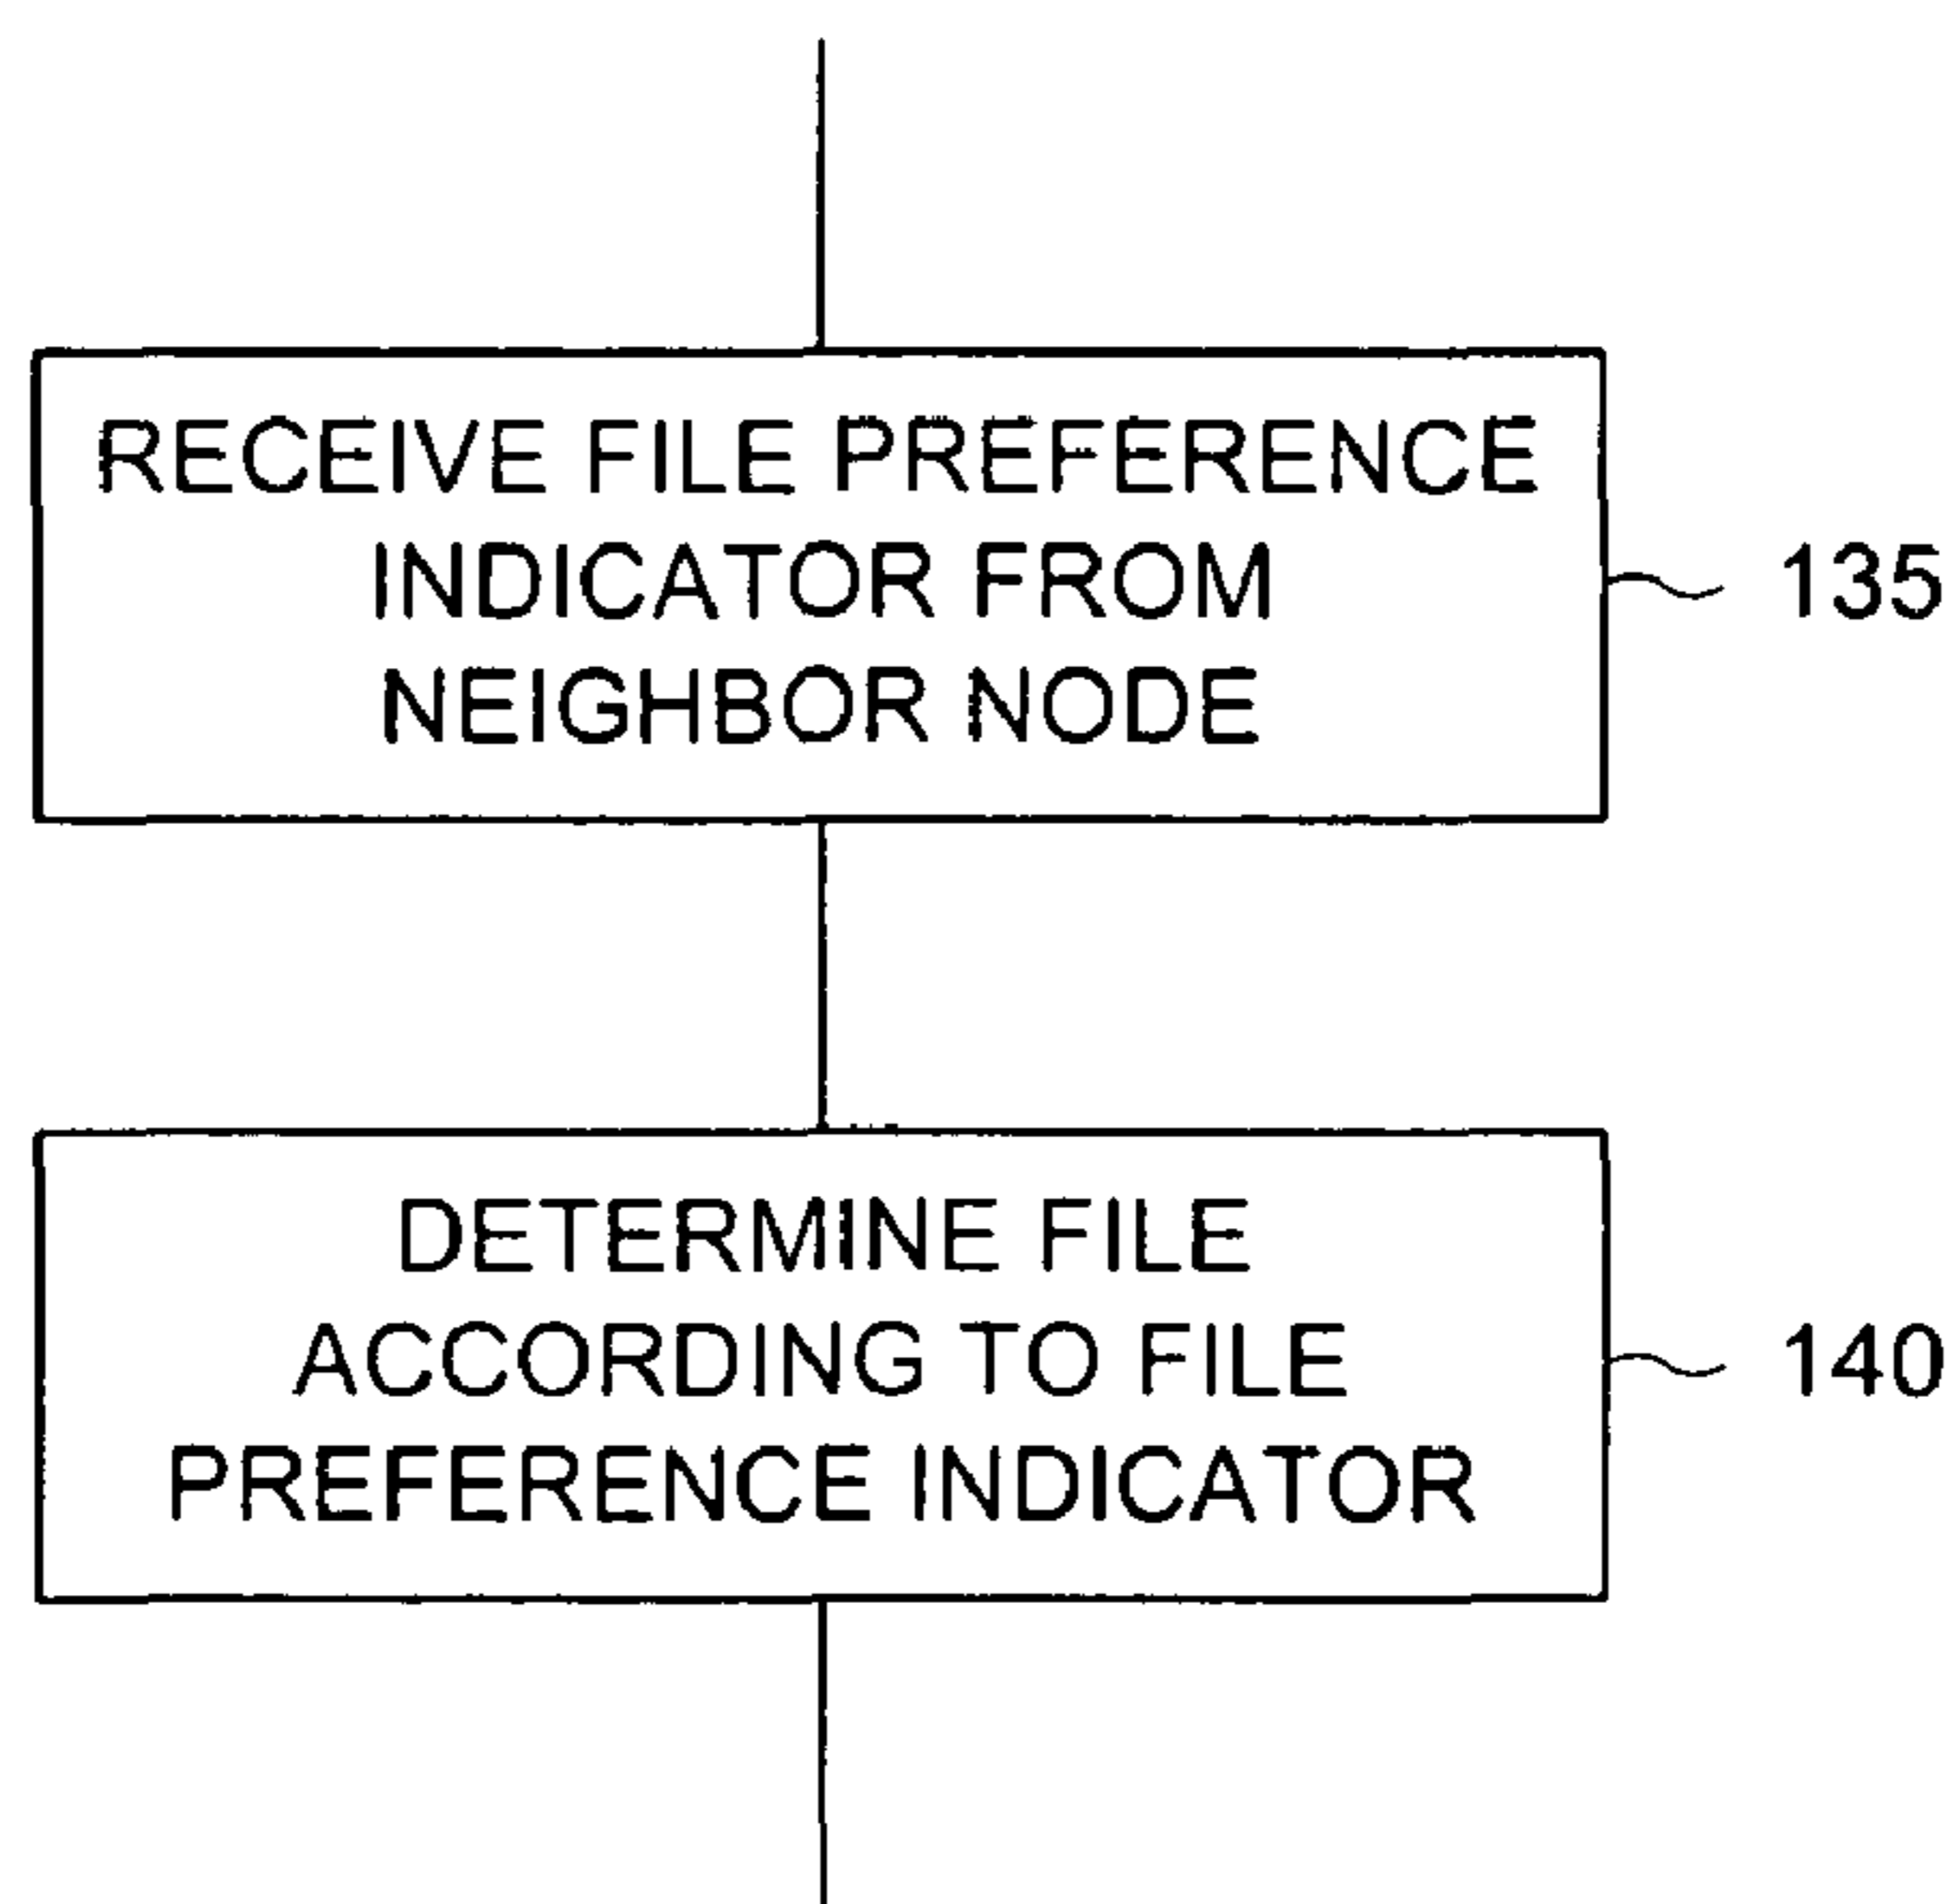 RECEIVE FILE PREFERENCE
INDICATOR FROM
NEIGHBOR NODE
135
DETERMINE FILE
ACCORDING TO FILE
PREFERENCE INDICATOR
140